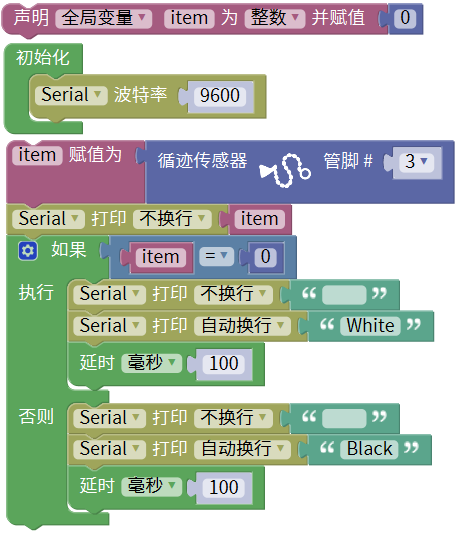 声明 全局变量 item 为 整数 并赋值 0
初始化
Serial 波特率 9600
item 赋值为 循迹传感器 管脚 # 3
Serial 打印 不换行 item
如果 item = 0
执行 Serial 打印 不换行 “ ”
Serial 打印 自动换行 “ White ”
延时 毫秒 100
否则 Serial 打印 不换行 “ ”
Serial 打印 自动换行 “ Black ”
延时 毫秒 100